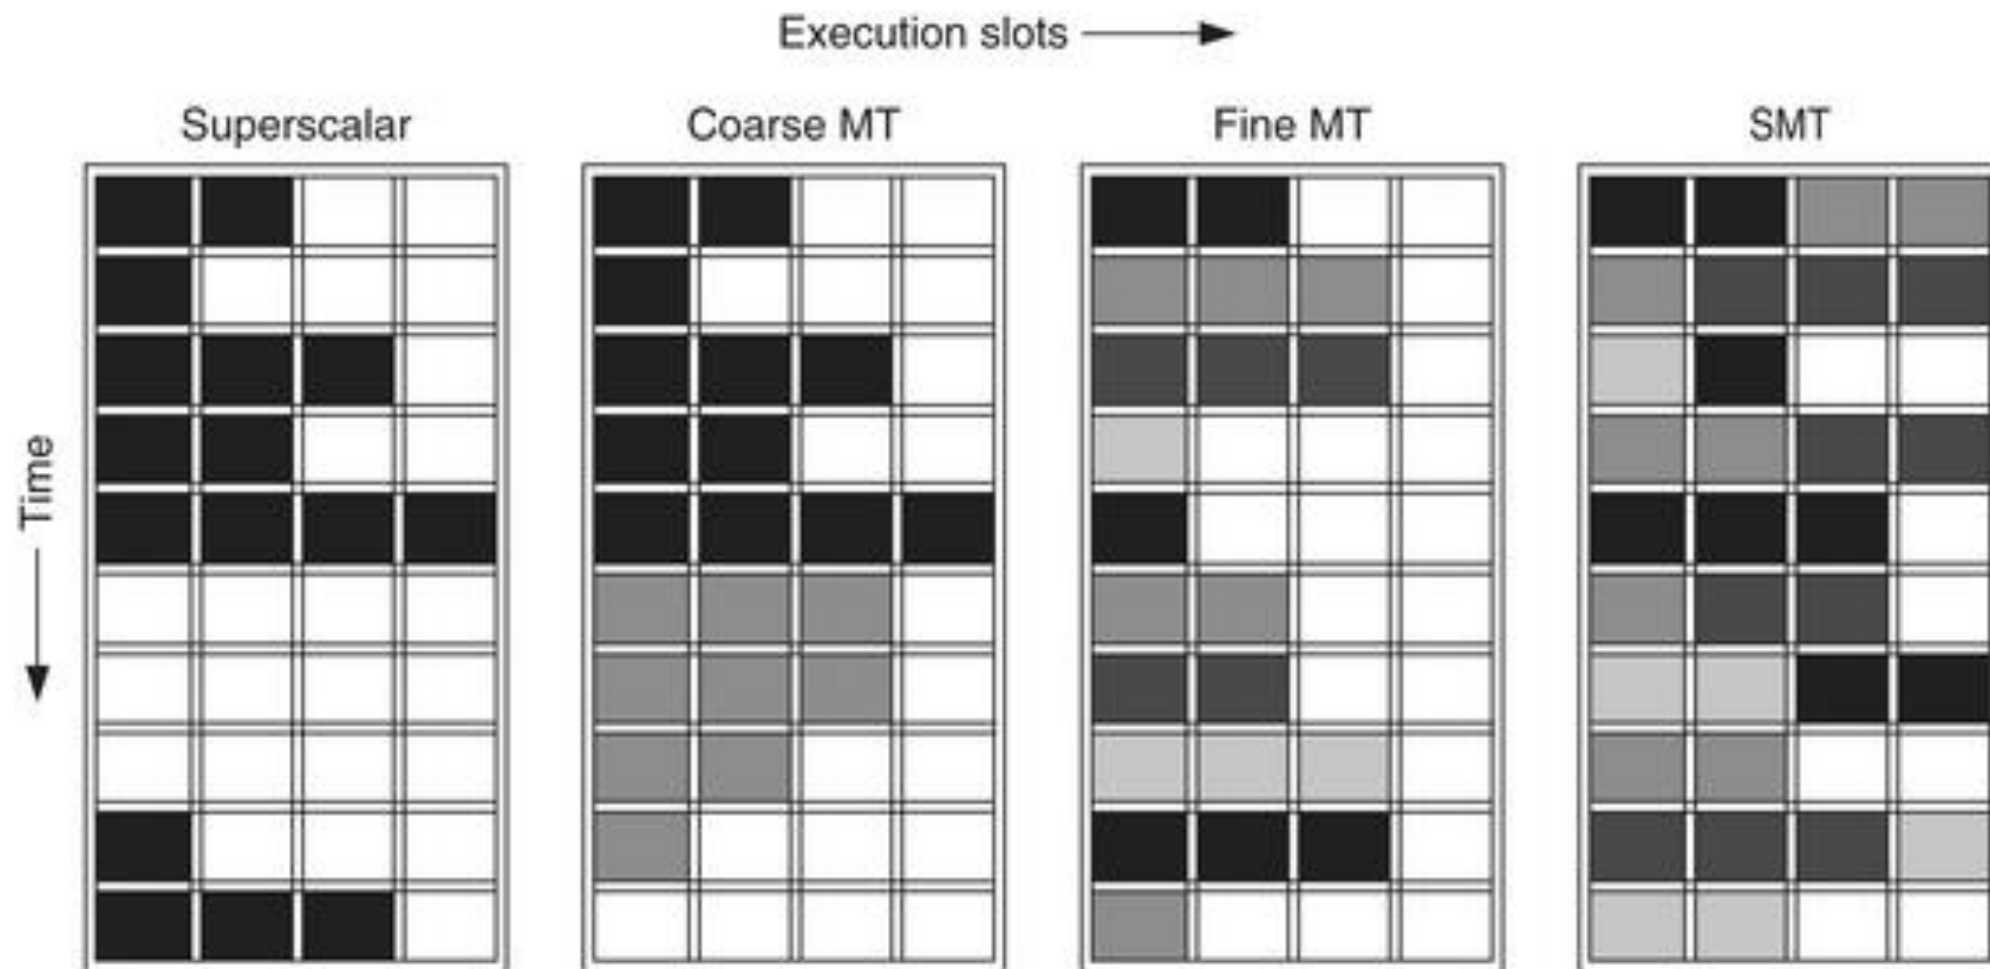 Execution slots
Superscalar
Coarse MT
Fine MT
SMT
Time